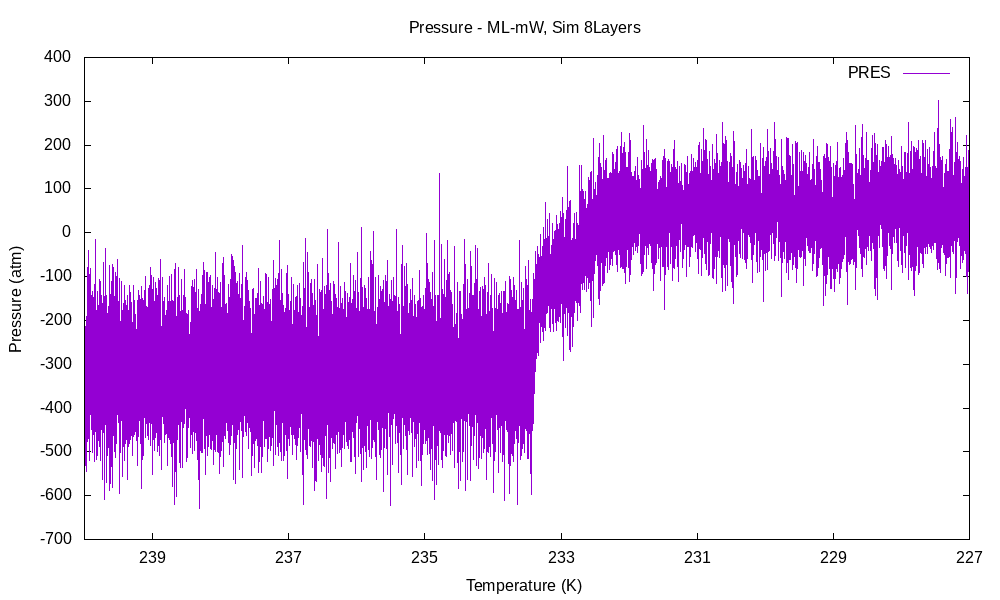 Pressure - ML-mW, Sim 8Layers
PRES
400
300
200
100
0
-100
-200
-300
-400
-500
-600
-700
Pressure (atm)
239 237 235 233 231 229 227
Temperature (K)